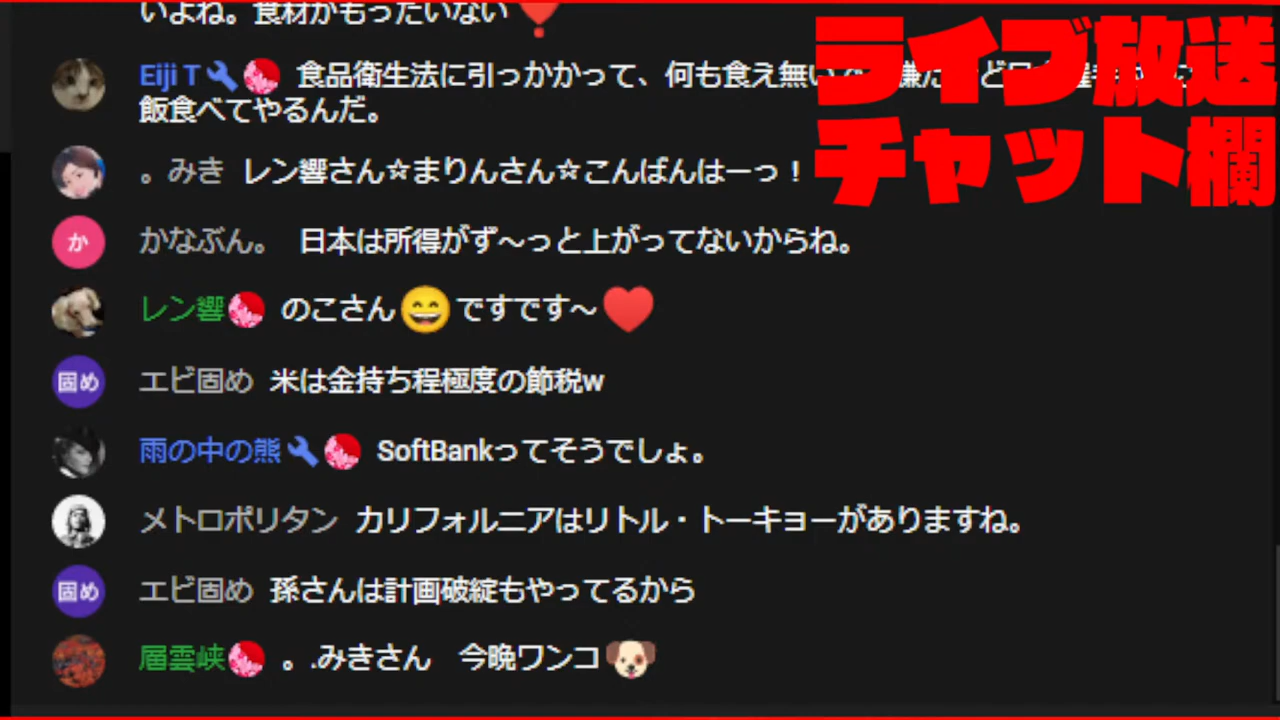 いよね。食材がもったいない❣
ライブ放送
チャット欄
Eiji T 食品衛生法に引っかかって、何も食え無い
飯食べてやるんだ。
。みき レン響さん☆まりんさん☆こんばんはーっ！
かなぶん。 日本は所得がず〜っと上がってないからね。
レン響 のこさん😄ですです〜♥
エビ固め 米は金持ち程極度の節税w
雨の中の熊 SoftBankってそうでしょ。
メトロポリタン カリフォルニアはリトル・トーキョーがありますね。
エビ固め 孫さんは計画破綻もやってるから
層雲峡 。.みきさん 今晩ワンコ🐶
か
固め
固め